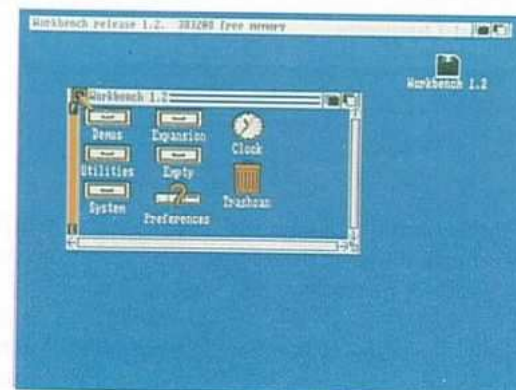 Workbench release 1.2. free memory
Workbench 1.2
Workbench 1.2
Demos Expansion Clock
Utilities Empty Trashcan
System Preferences